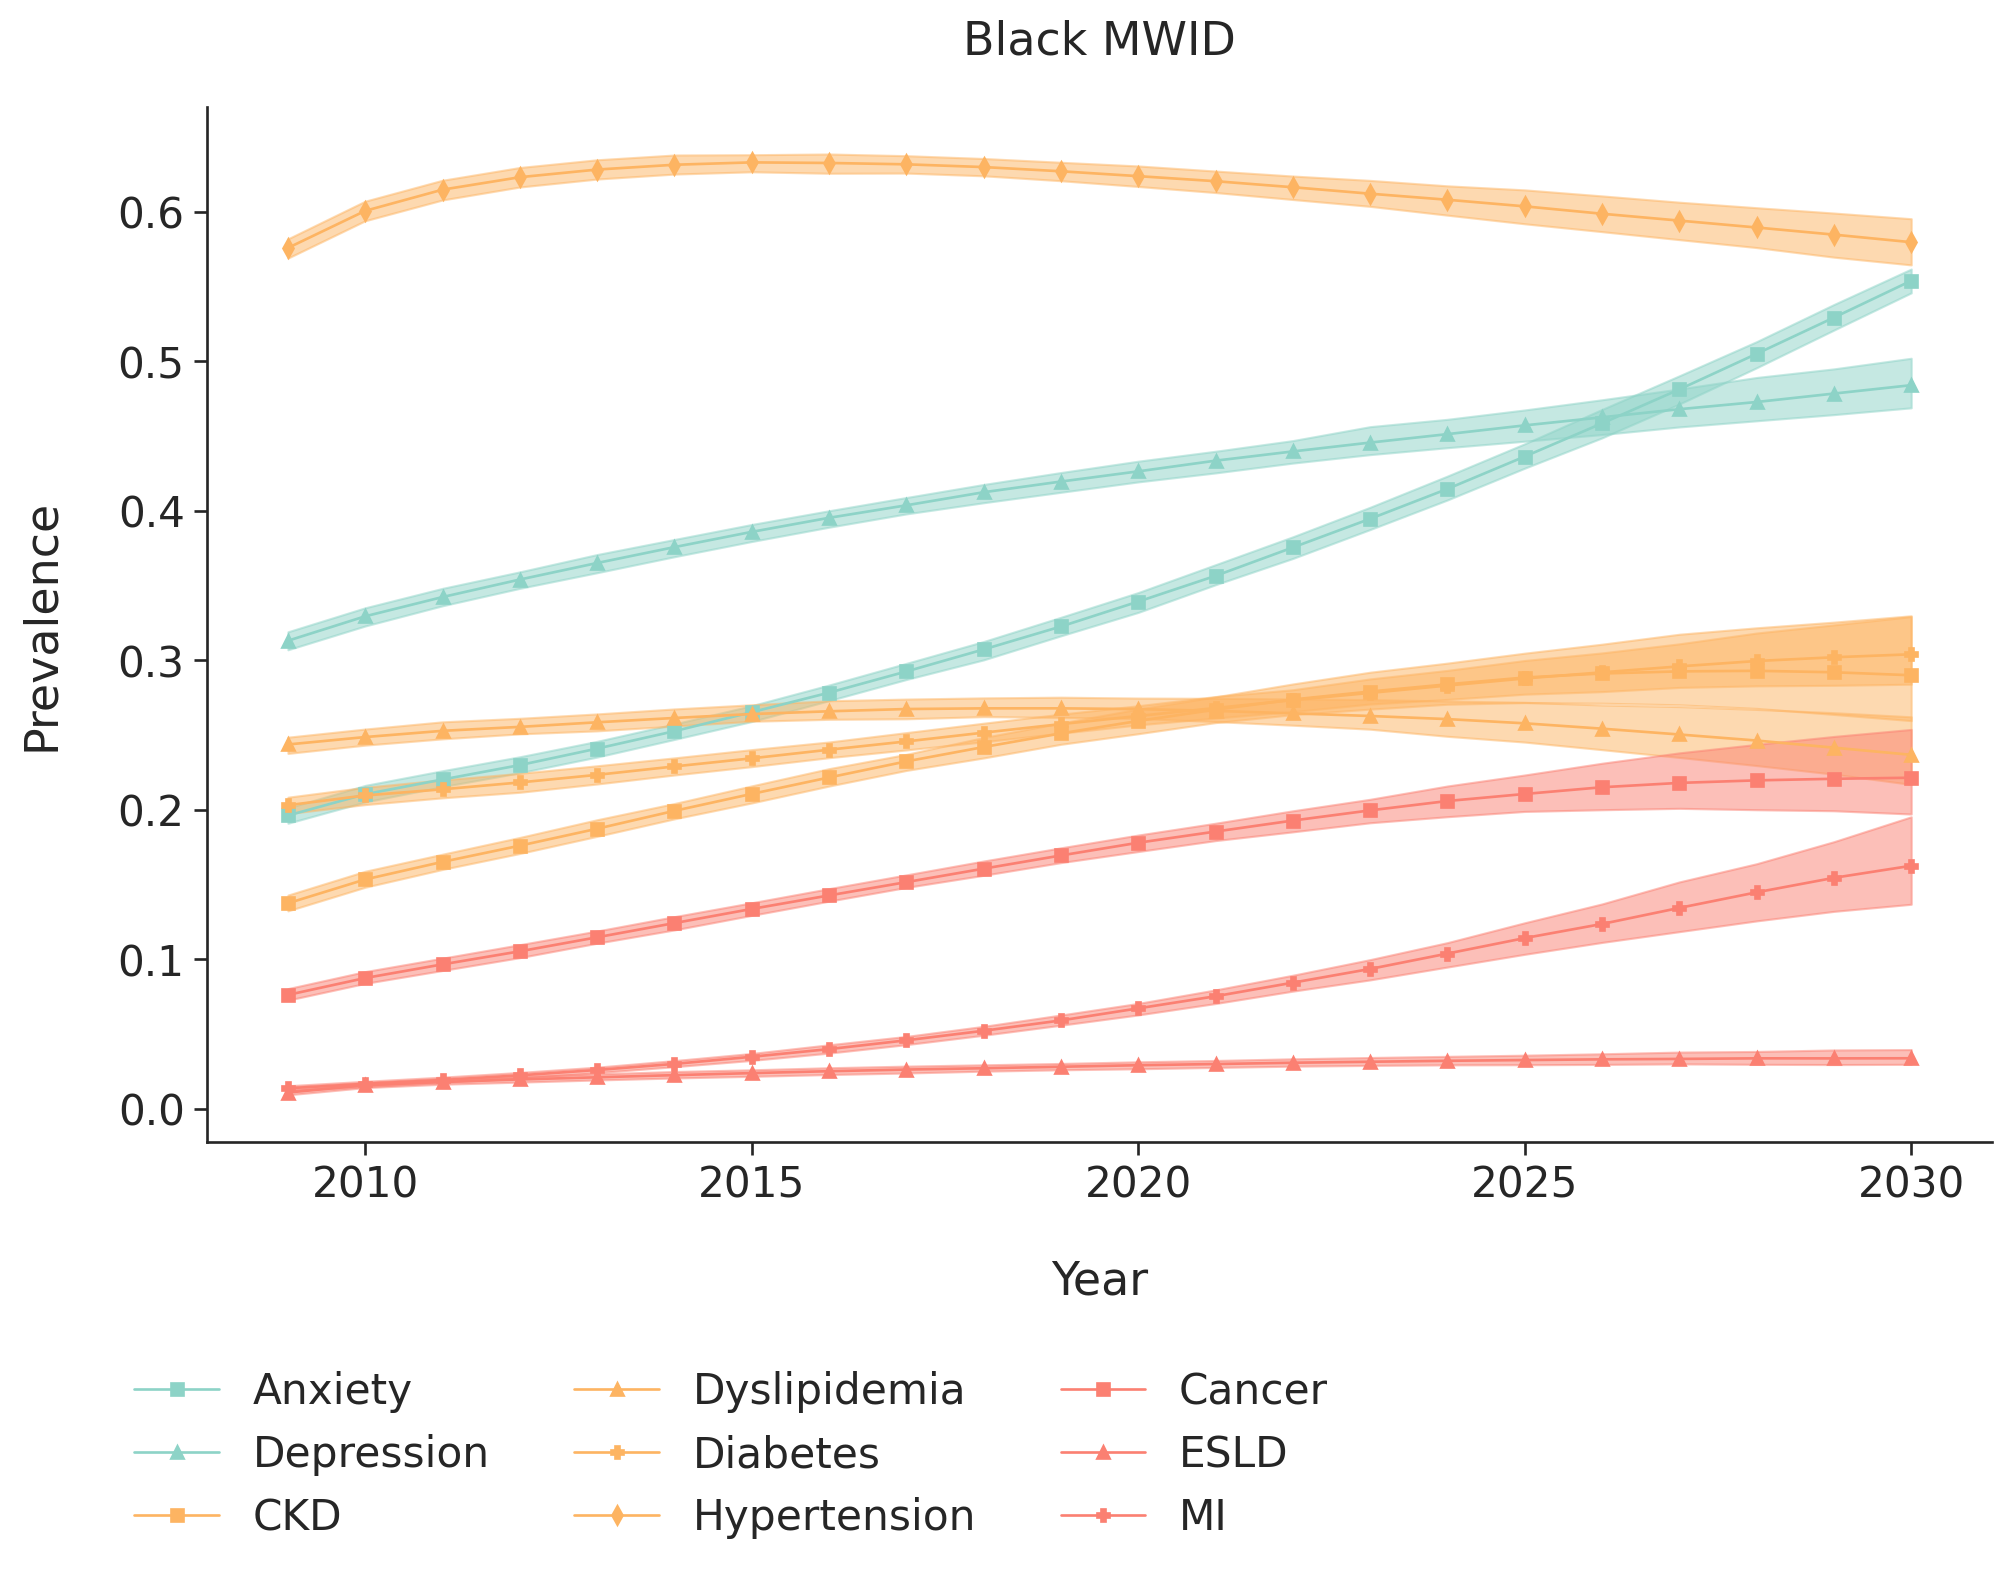 Black MWID
Prevalence
0.6
0.5
0.4
0.3
0.2
0.1
0.0
2010 2015 2020 2025 2030
Year
Anxiety Dyslipidemia Cancer
Depression Diabetes ESLD
CKD Hypertension MI